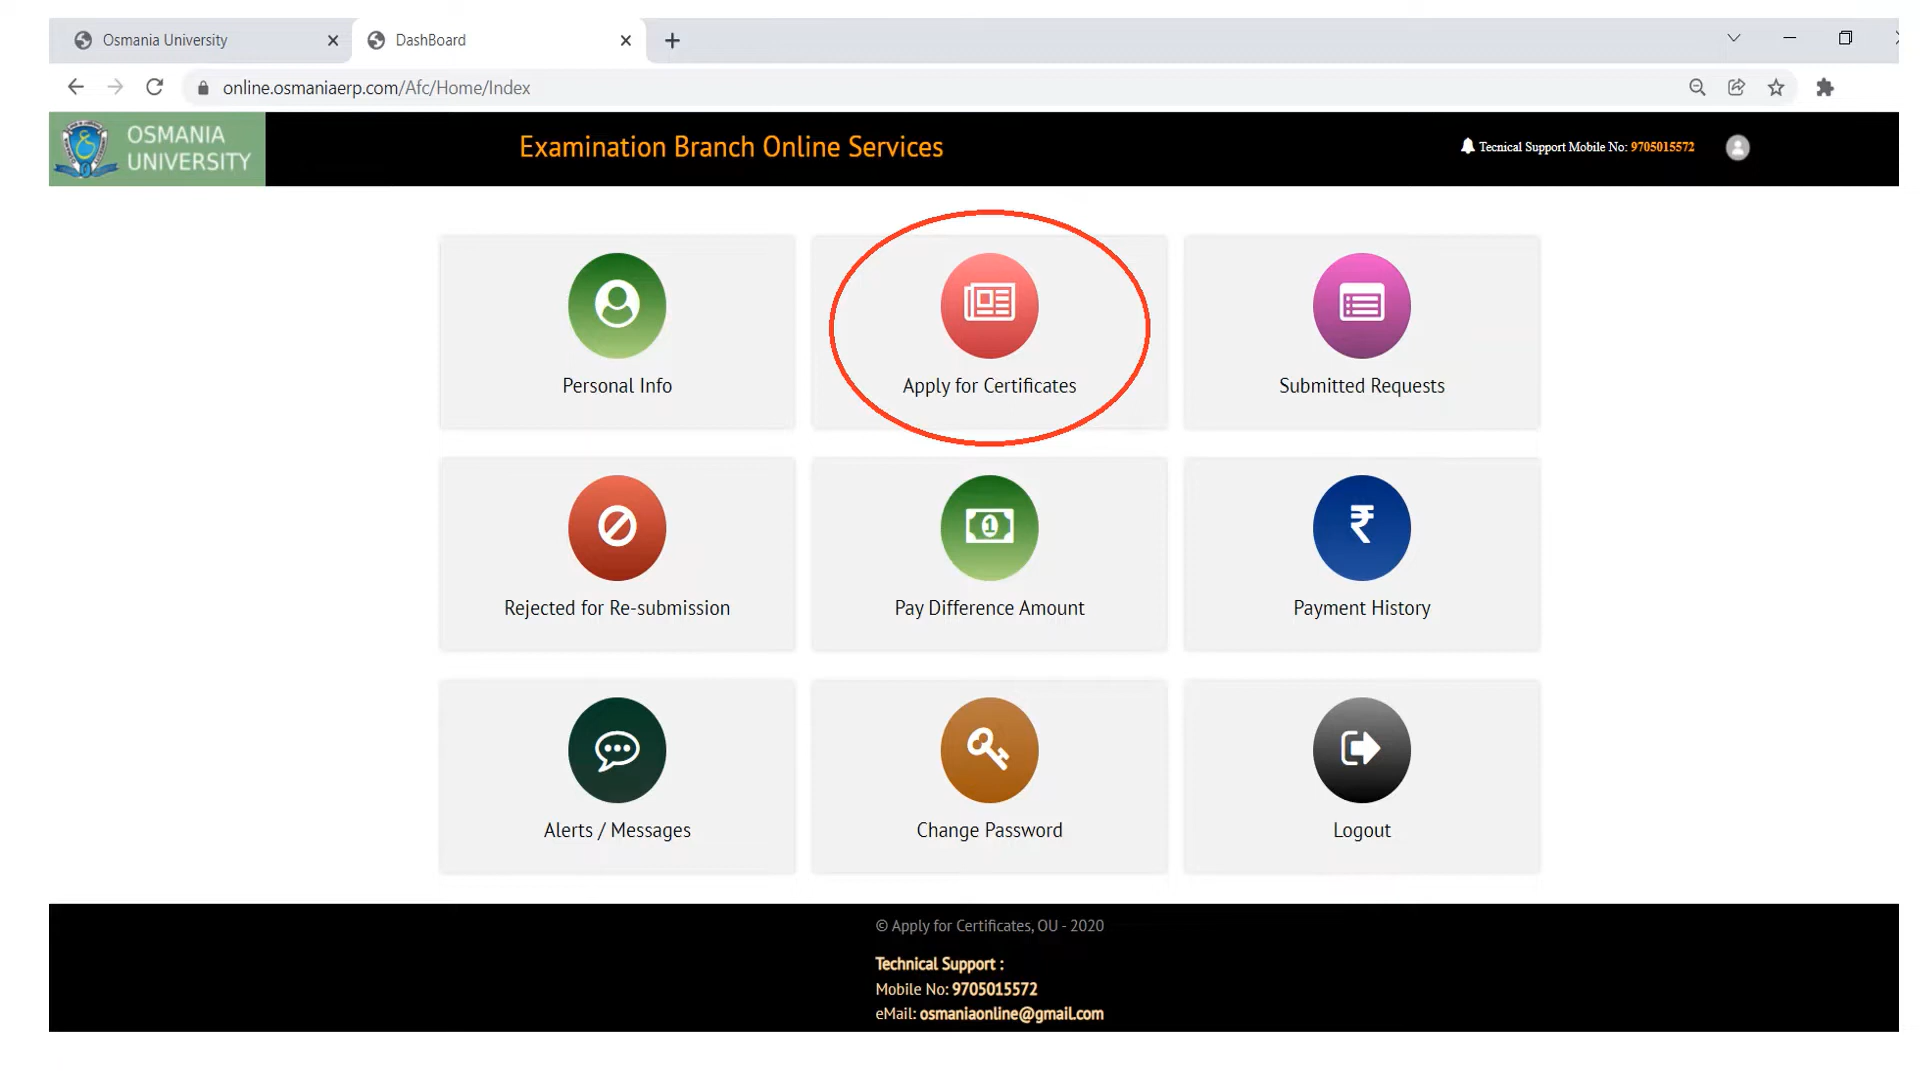 Osmania University
DashBoard
online.osmaniaerp.com/Afc/Home/Index
OSMANIA
UNIVERSITY
Examination Branch Online Services
Tecnical Support Mobile No: 9705015572
Personal Info
Apply for Certificates
Submitted Requests
₹
Rejected for Re-submission
1
Pay Difference Amount
Payment History
Alerts / Messages
Change Password
Logout
© Apply for Certificates, OU - 2020
Technical Support :
Mobile No: 9705015572
eMail: osmaniaonline@gmail.com